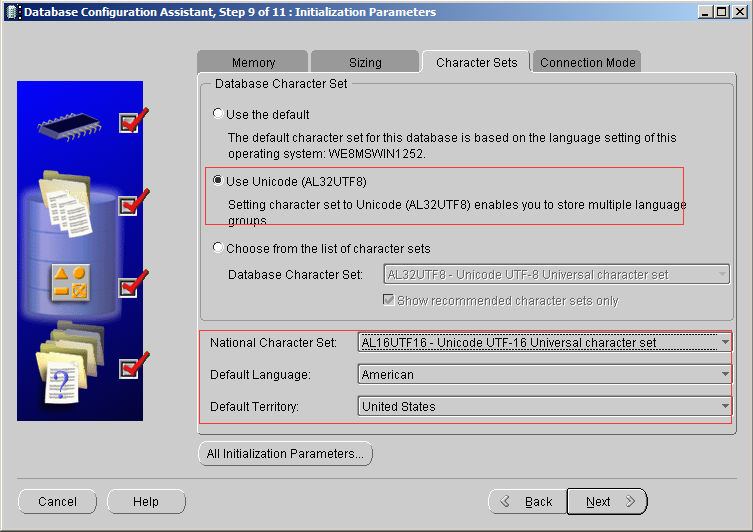 Database Configuration Assistant, Step 9 of 11 : Initialization Parameters
Memory
Sizing
Character Sets
Connection Mode
Database Character Set
Use the default
The default character set for this database is based on the language setting of this
operating system: WE8MSWIN1252.
Use Unicode (AL32UTF8)
Setting character set to Unicode (AL32UTF8) enables you to store multiple language
groups
Choose from the list of character sets
Database Character Set:
AL32UTF8 - Unicode UTF-8 Universal character set
Show recommended character sets only
National Character Set:
AL16UTF16 - Unicode UTF-16 Universal character set
Default Language:
American
Default Territory:
United States
?
All Initialization Parameters...
Cancel
Help
Back
Next